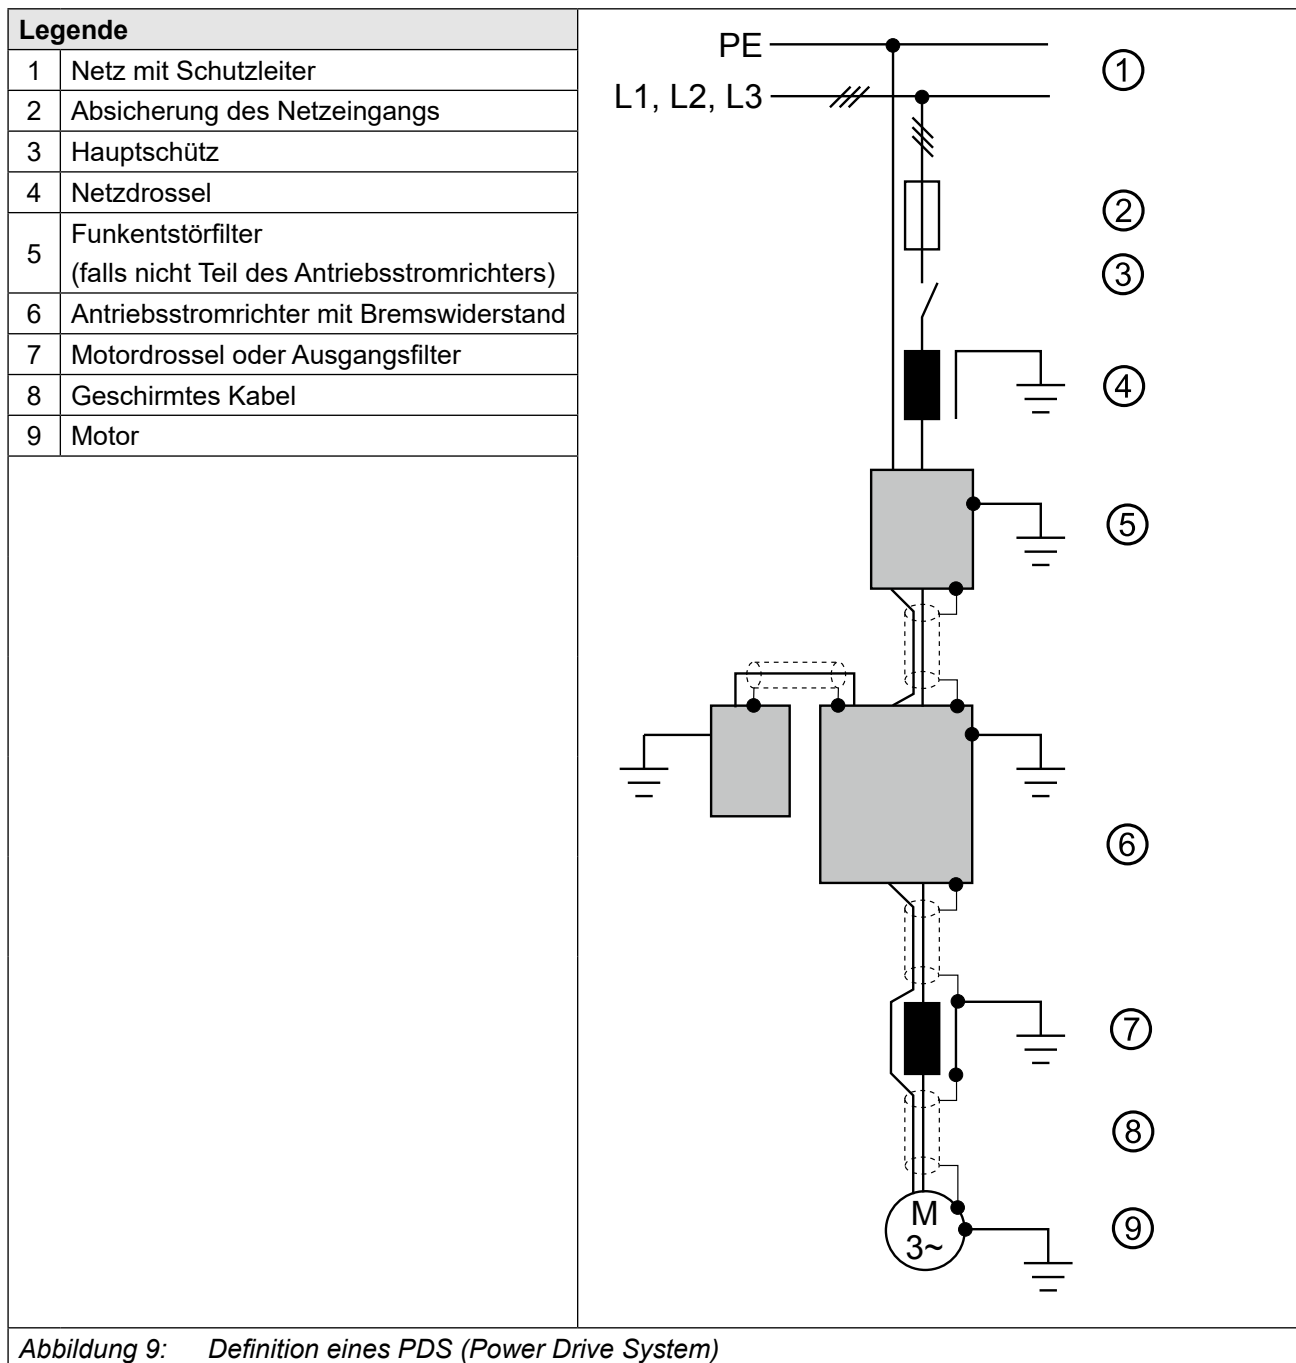 Legende
1 Netz mit Schutzleiter
2 Absicherung des Netzeingangs
3 Hauptschütz
4 Netzdrossel
5 Funkentstörfilter
(falls nicht Teil des Antriebsstromrichters)
6 Antriebsstromrichter mit Bremswiderstand
7 Motordrossel oder Ausgangsfilter
8 Geschirmtes Kabel
9 Motor
PE
L1, L2, L3
1
2
3
4
5
6
7
8
M
3~
9
Abbildung 9: Definition eines PDS (Power Drive System)